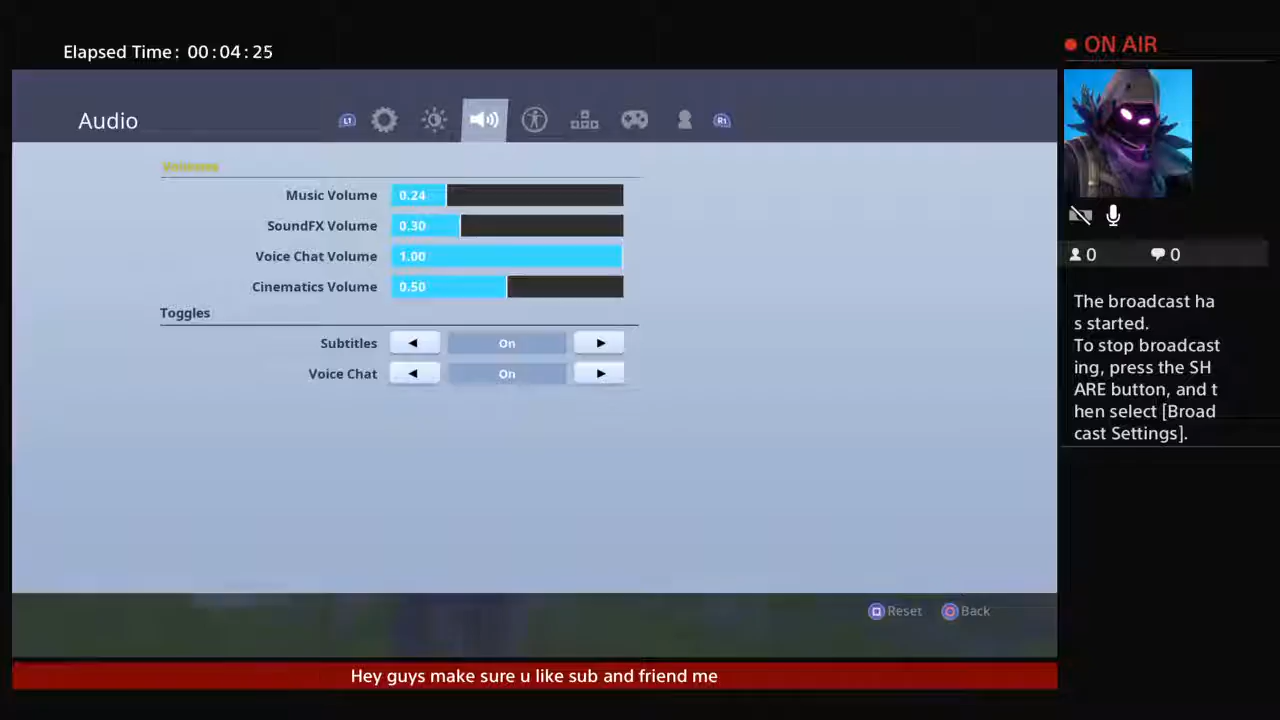 Elapsed Time: 00:04:25
ON AIR
Audio
L1
R1
Volumes
Music Volume 0.24
SoundFX Volume 0.30
Voice Chat Volume 1.00
Cinematics Volume 0.50
Toggles
Subtitles On
Voice Chat On
0 0
The broadcast ha
s started.
To stop broadcast
ing, press the SH
ARE button, and t
hen select [Broad
cast Settings].
Reset Back
Hey guys make sure u like sub and friend me